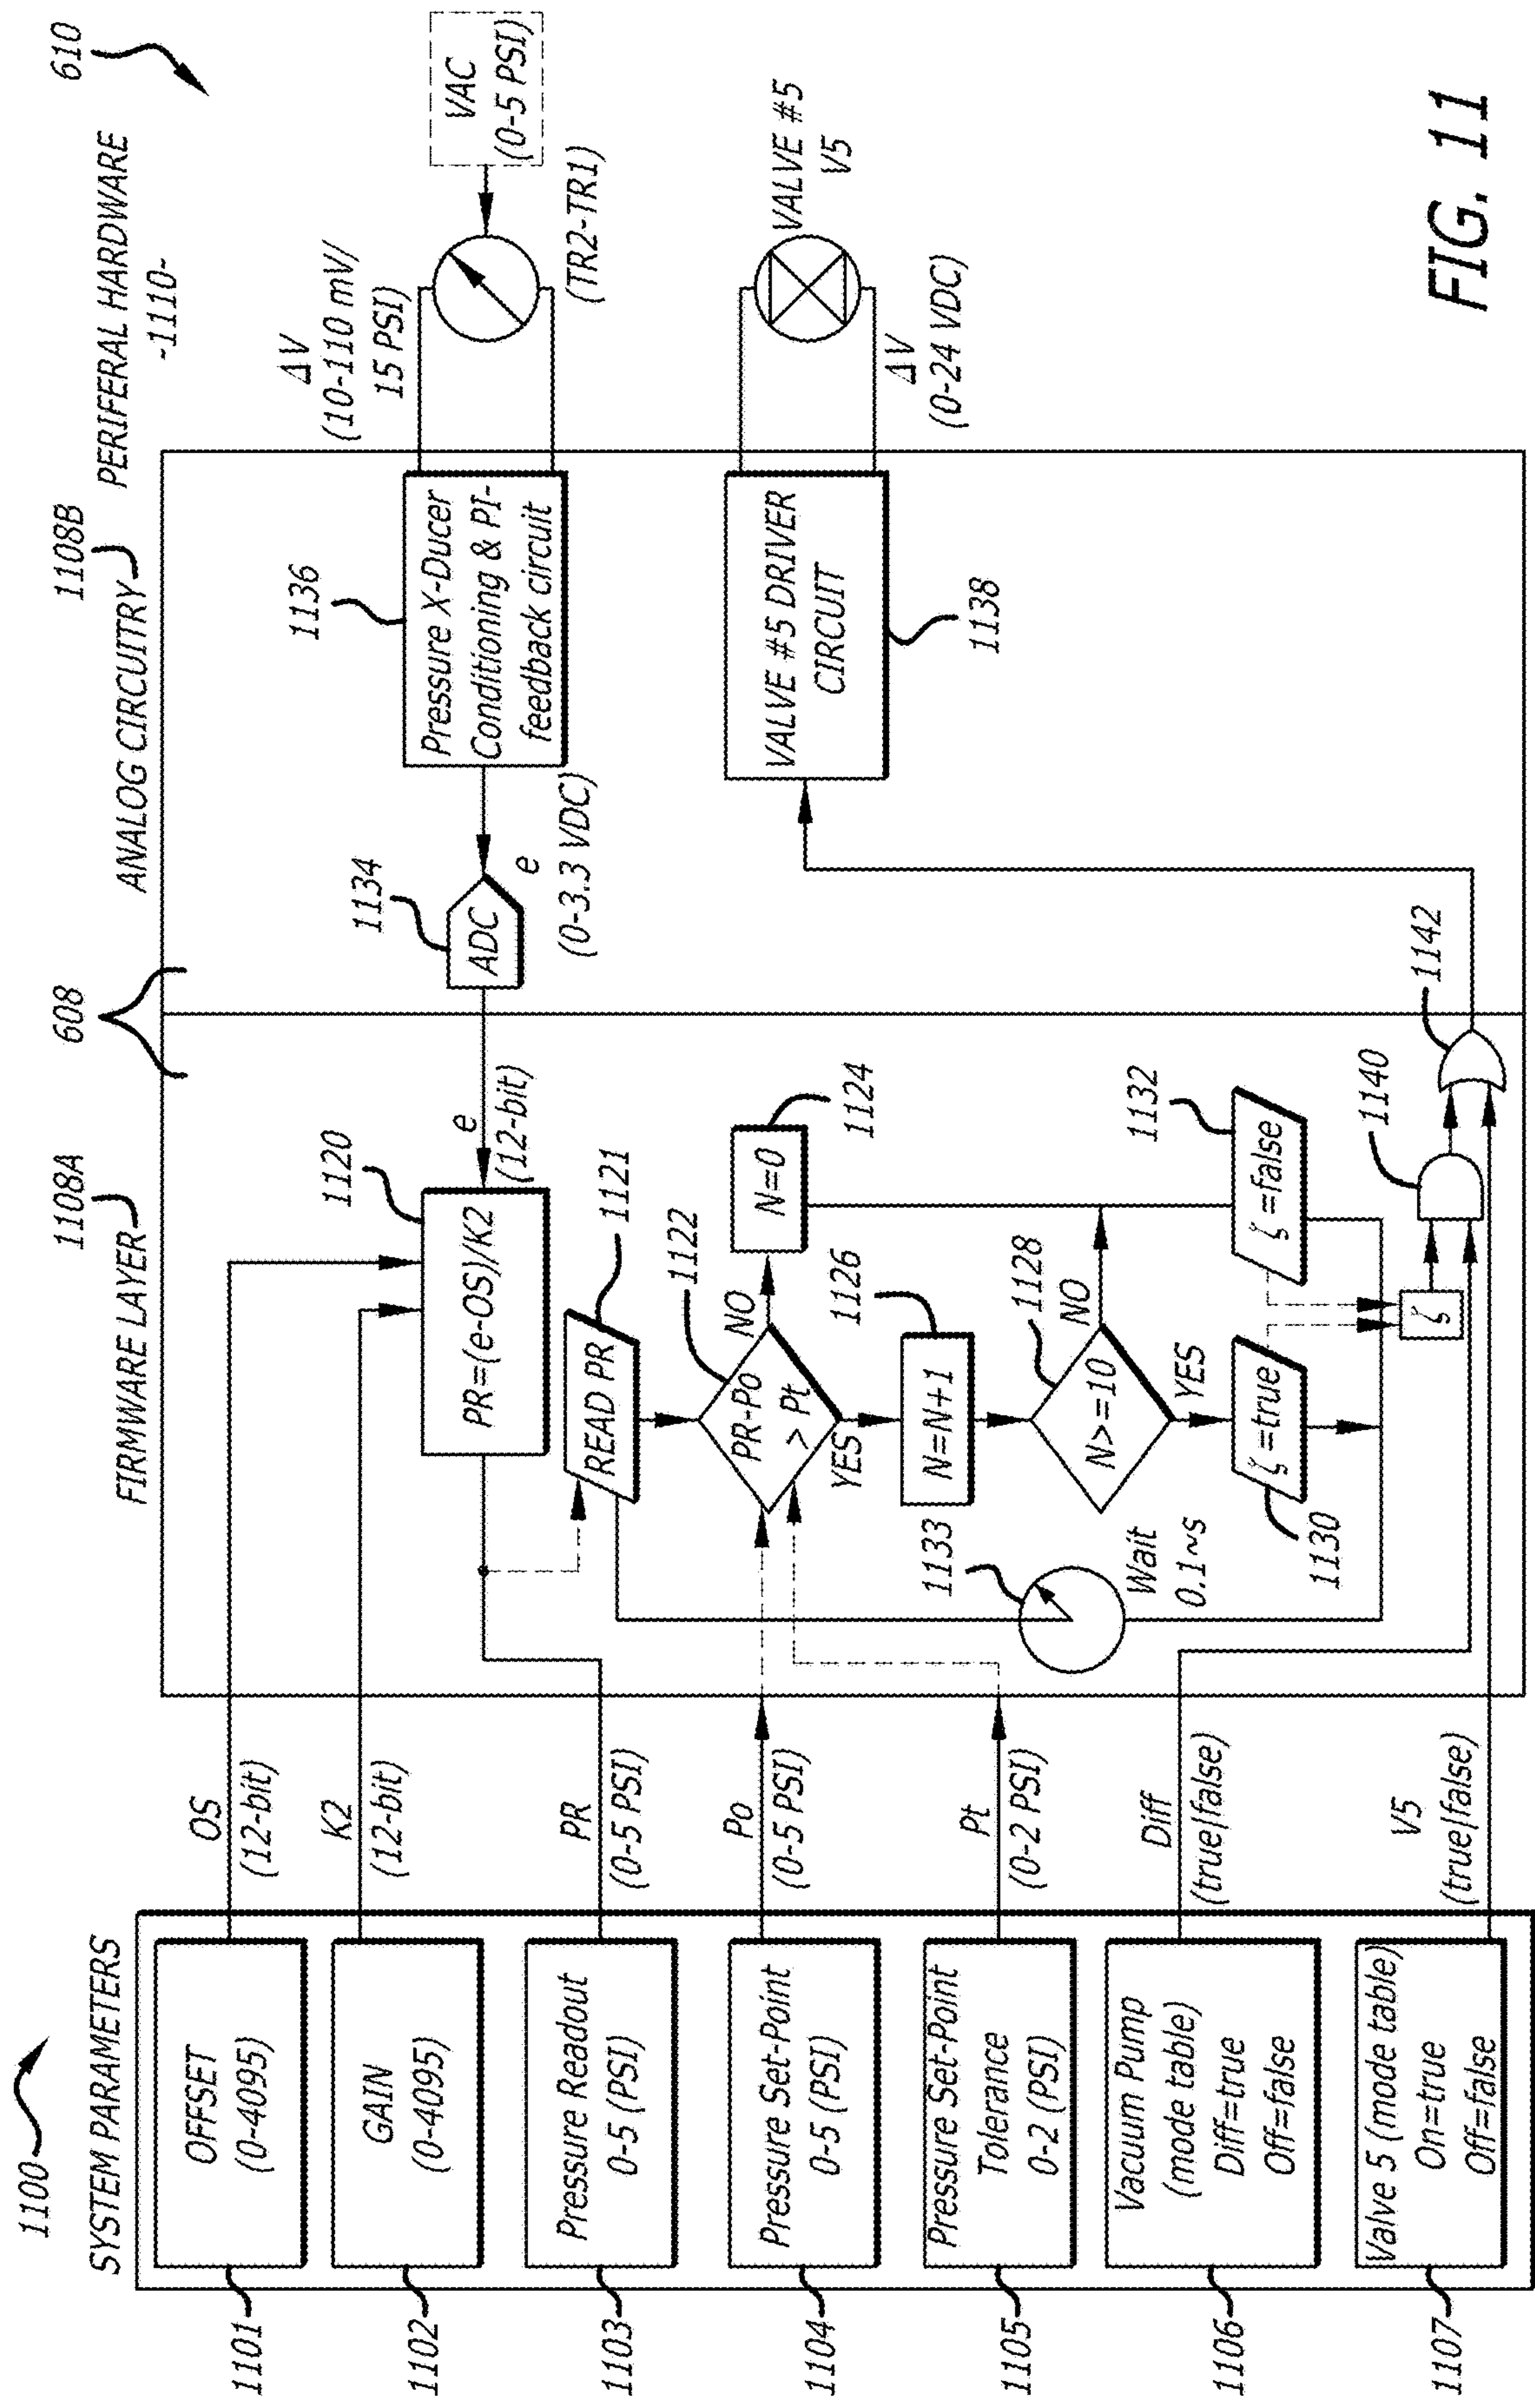 1100
SYSTEM PARAMETERS
1101
OFFSET
(0-4095)
1102
GAIN
(0-4095)
1103
Pressure Readout
0-5 (PSI)
1104
Pressure Set-Point
0-5 (PSI)
1105
Pressure Set-Point
Tolerance
0-2 (PSI)
1106
Vacuum Pump
(mode table)
Diff=true
Off=false
1107
Valve 5 (mode table)
On=true
Off=false
OS
(12-bit)
K2
(12-bit)
PR
(0-5 PSI)
Po
(0-5 PSI)
Pt
(0-2 PSI)
Diff
(true|false)
V5
(true|false)
608
1108A
FIRMWARE LAYER
1120
PR=(e-OS)/K2
e
(12-bit)
1121
READ PR
1122
PR-Po
> Pt
NO
YES
1124
N=0
1126
N=N+1
1128
N>=10
NO
YES
1130
ζ=true
1132
ζ=false
1133
Wait
0.1~s
ζ
1140
1142
1108B
ANALOG CIRCUITRY
1134
ADC
e
(0-3.3 VDC)
1136
Pressure X-Ducer
Conditioning & PI-
feedback circuit
1138
VALVE #5 DRIVER
CIRCUIT
PERIFERAL HARDWARE
-1110-
610
ΔV
(10-110 mV/
15 PSI)
(TR2-TR1)
VAC
(0-5 PSI)
VALVE #5
V5
ΔV
(0-24 VDC)
FIG. 11